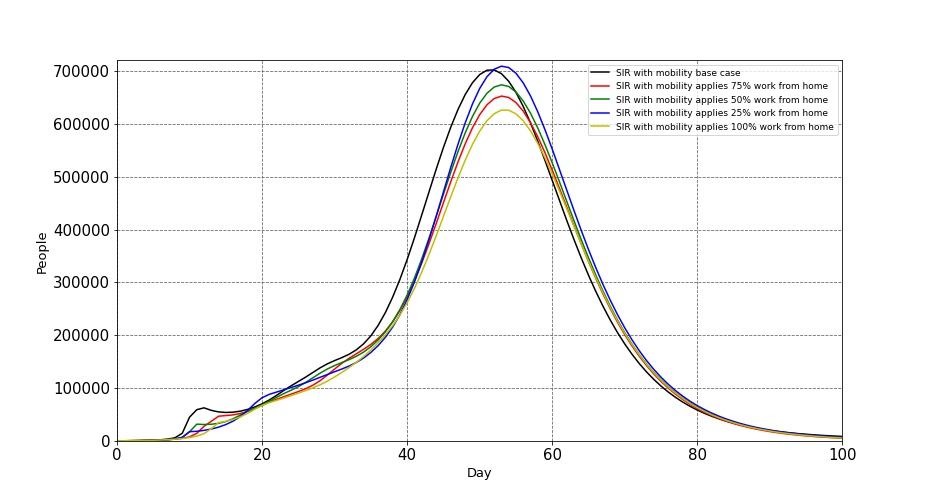 700000
600000
500000
400000
300000
200000
100000
0
People
0 20 40 60 80 100
Day
SIR with mobility base case
SIR with mobility applies 75% work from home
SIR with mobility applies 50% work from home
SIR with mobility applies 25% work from home
SIR with mobility applies 100% work from home